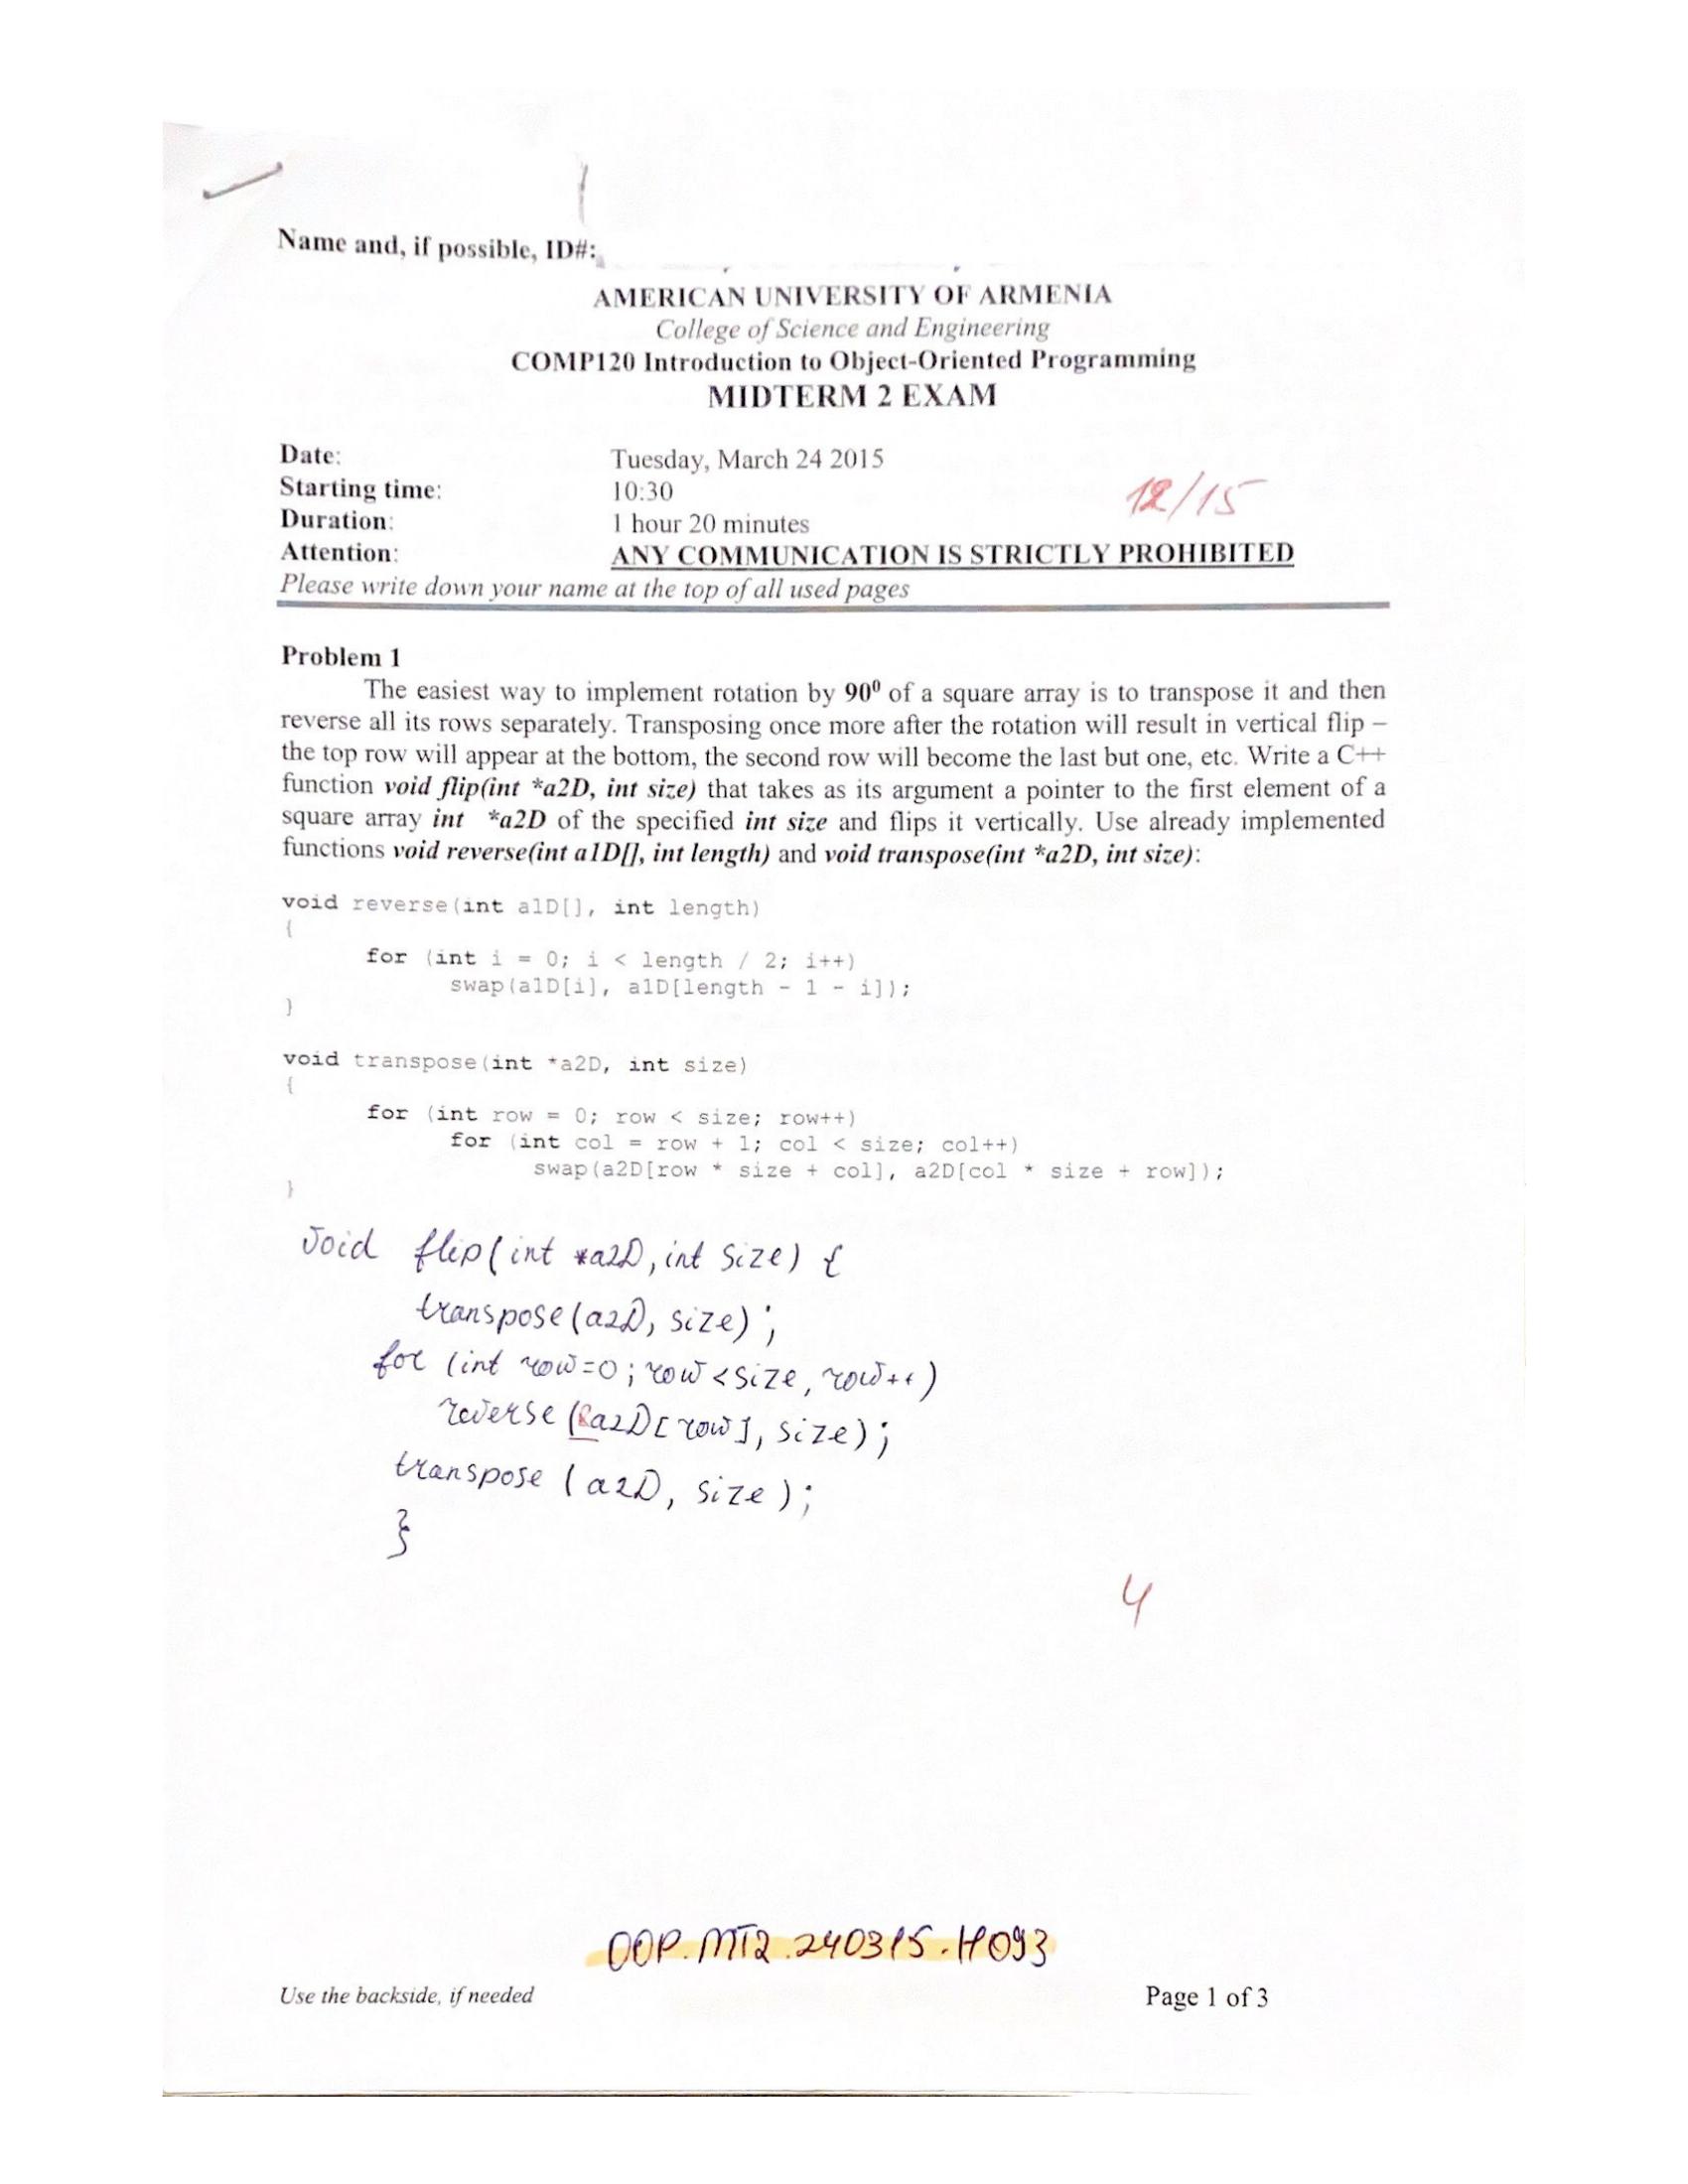 Name and, if possible, ID#:
AMERICAN UNIVERSITY OF ARMENIA
College of Science and Engineering
COMP120 Introduction to Object-Oriented Programming
MIDTERM 2 EXAM
Date: Tuesday, March 24 2015
Starting time: 10:30
12/15
Duration: 1 hour 20 minutes
Attention: ANY COMMUNICATION IS STRICTLY PROHIBITED
Please write down your name at the top of all used pages
Problem 1
The easiest way to implement rotation by 90⁰ of a square array is to transpose it and then
reverse all its rows separately. Transposing once more after the rotation will result in vertical flip –
the top row will appear at the bottom, the second row will become the last but one, etc. Write a C++
function void flip(int *a2D, int size) that takes as its argument a pointer to the first element of a
square array int *a2D of the specified int size and flips it vertically. Use already implemented
functions void reverse(int a1D[], int length) and void transpose(int *a2D, int size):
void reverse(int a1D[], int length)
{
for (int i = 0; i < length / 2; i++)
swap(a1D[i], a1D[length - 1 - i]);
}
void transpose(int *a2D, int size)
{
for (int row = 0; row < size; row++)
for (int col = row + 1; col < size; col++)
swap(a2D[row * size + col], a2D[col * size + row]);
}
void flip(int *a2D, int size) {
transpose(a2D, size);
for (int row=0; row<size, row++)
reverse(&a2D[row], size);
transpose (a2D, size);
}
4
OOP.MT2.240315.H093
Use the backside, if needed
Page 1 of 3